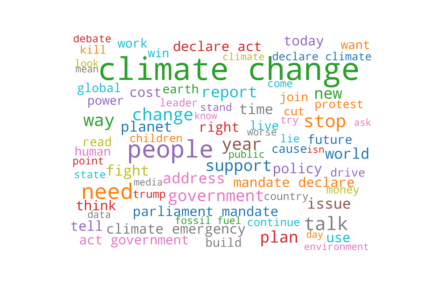 debate work declare act today want
kill win climate declare climate
look mean climate change
global cost earth report come join new
power leader stand time cut protest
way change know live try stop ask
planet right worse lie future
read children people year public cause isn world
human
point fight support policy drive
state media address mandate declare money
need trump government country issue
think data parliament mandate talk
tell climate emergency fossil fuel continue day use
act government build plan environment